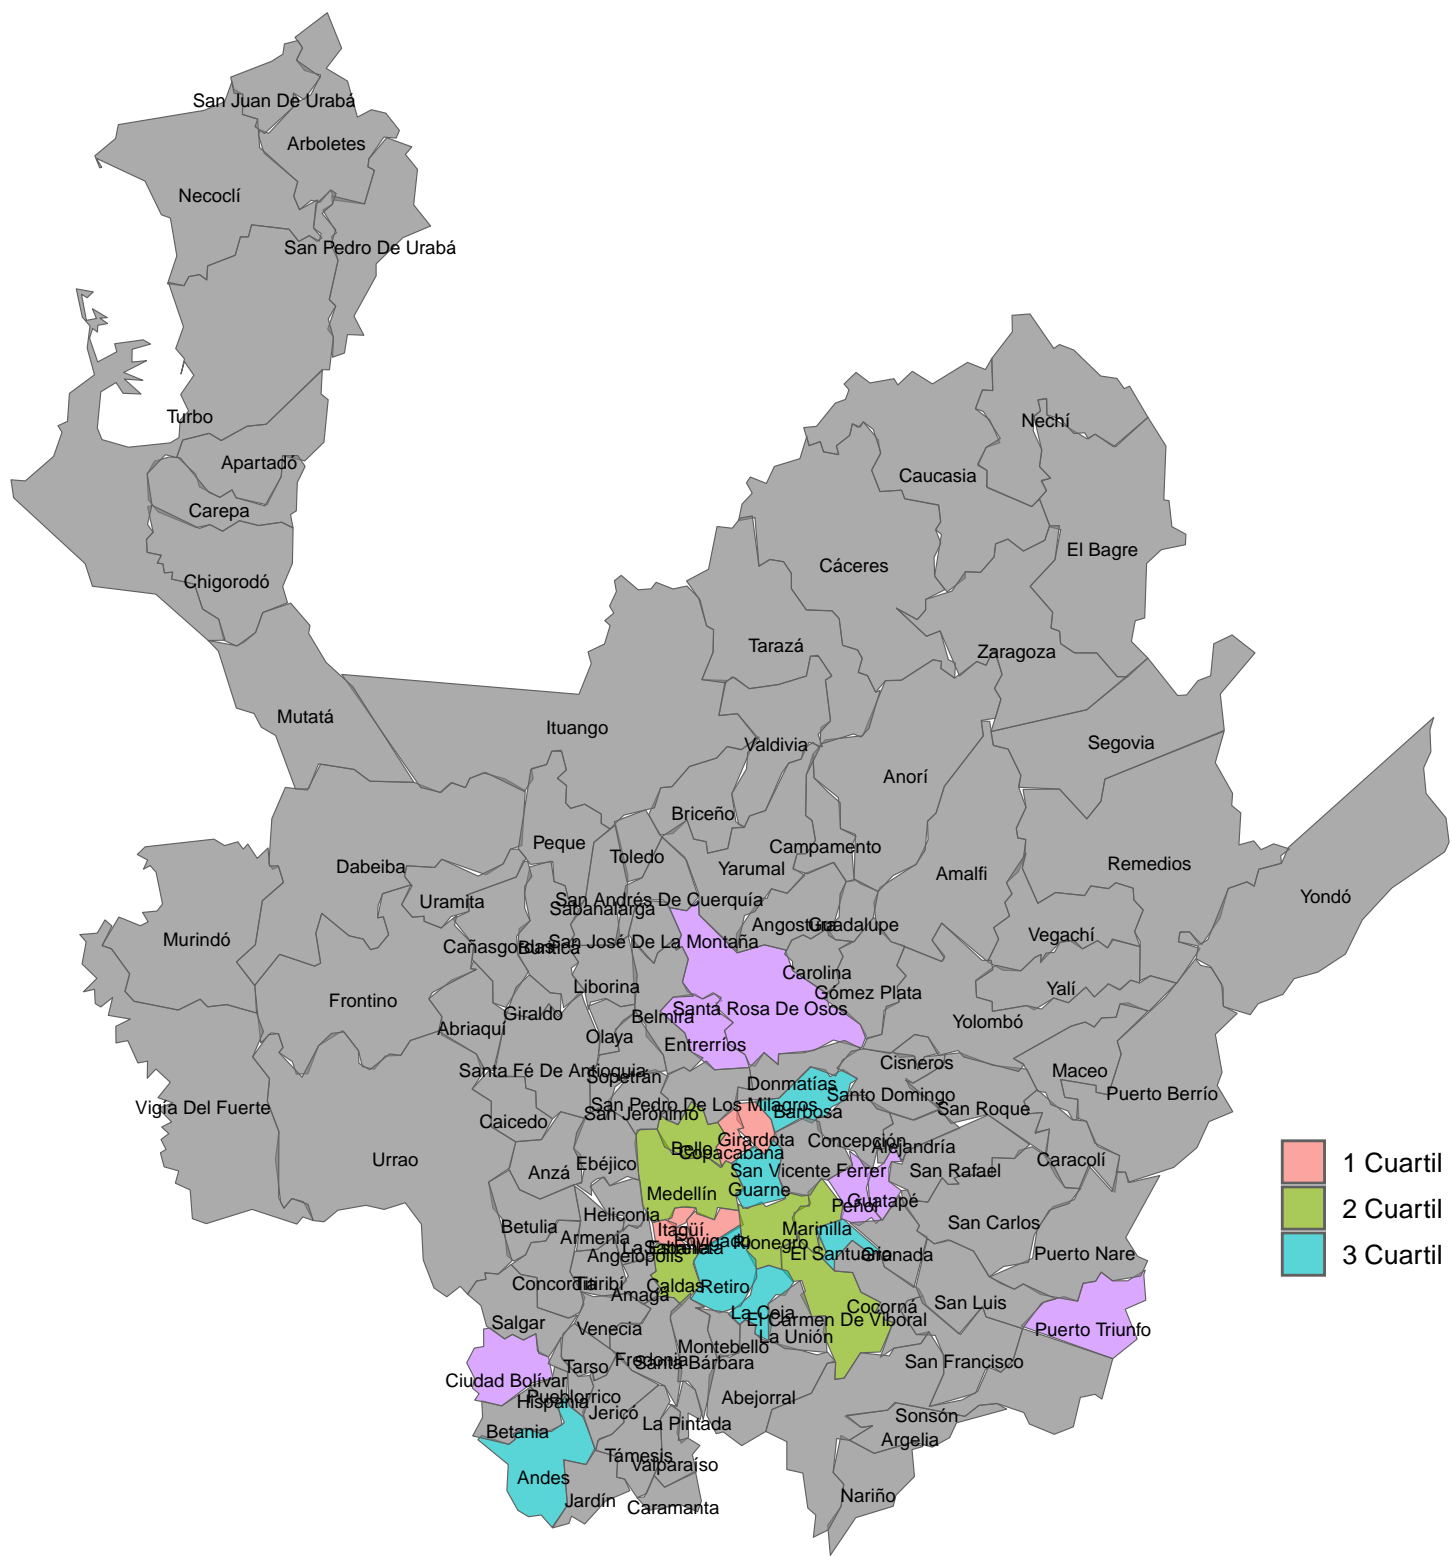 San Juan De Urabá
Arboletes
Necoclí
San Pedro De Urabá
Turbo
Nechí
Apartadó
Caucasia
Carepa
El Bagre
Cáceres
Chigorodó
Tarazá
Zaragoza
Mutatá
Ituango
Valdivia
Segovia
Anorí
Briceño
Peque
Campamento
Toledo
Remedios
Dabeiba
Yarumal
Amalfi
Yondó
San Andrés De Cuerquía
Uramita
Sabanalarga
Angostura
Guadalupe
Vegachí
Murindó
San José De La Montaña
Cañasgordas
Buriticá
Carolina
Liborina
Yalí
Gómez Plata
Frontino
Santa Rosa De Osos
Giraldo
Belmira
Yolombó
Abriaquí
Olaya
Entrerríos
Cisneros
Santa Fé De Antioquia
Maceo
Sopetrán
Donmatías
Santo Domingo
Puerto Berrío
San Pedro De Los Milagros
Vigía Del Fuerte
San Roque
Barbosa
San Jerónimo
Caicedo
Girardota
Concepción
Bello
Alejandría
Copacabana
Urrao
Caracolí
Ebéjico
1 Cuartil
Anzá
San Vicente Ferrer
San Rafael
Guarne
Medellín
Guatapé
Peñol
2 Cuartil
Heliconia
San Carlos
Betulia
Marinilla
Itagüí
Armenia
Envigado
Rionegro
La Estrella
Sabaneta
Angelópolis
El Santuario
Granada
Puerto Nare
3 Cuartil
Concordia
Titiribí
Caldas
Retiro
Amagá
San Luis
Cocorná
La Ceja
El Carmen De Viboral
Salgar
Venecia
La Unión
Puerto Triunfo
Montebello
Fredonia
Santa Bárbara
San Francisco
Tarso
Ciudad Bolívar
Pueblorrico
Abejorral
Hispania
Jericó
Sonsón
La Pintada
Betania
Argelia
Támesis
Valparaíso
Andes
Nariño
Jardín
Caramanta